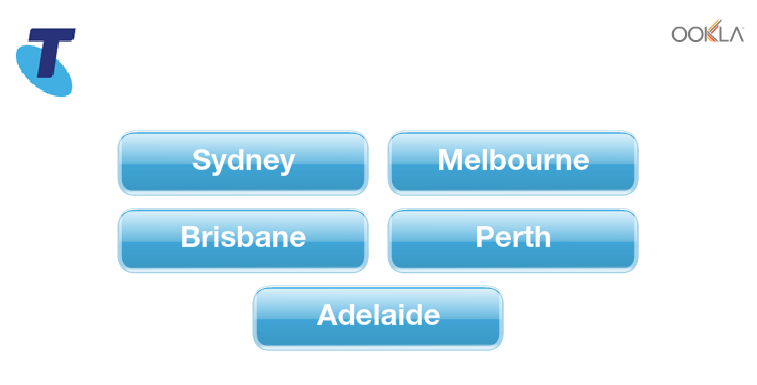 T
OOKLA
Sydney
Melbourne
Brisbane
Perth
Adelaide